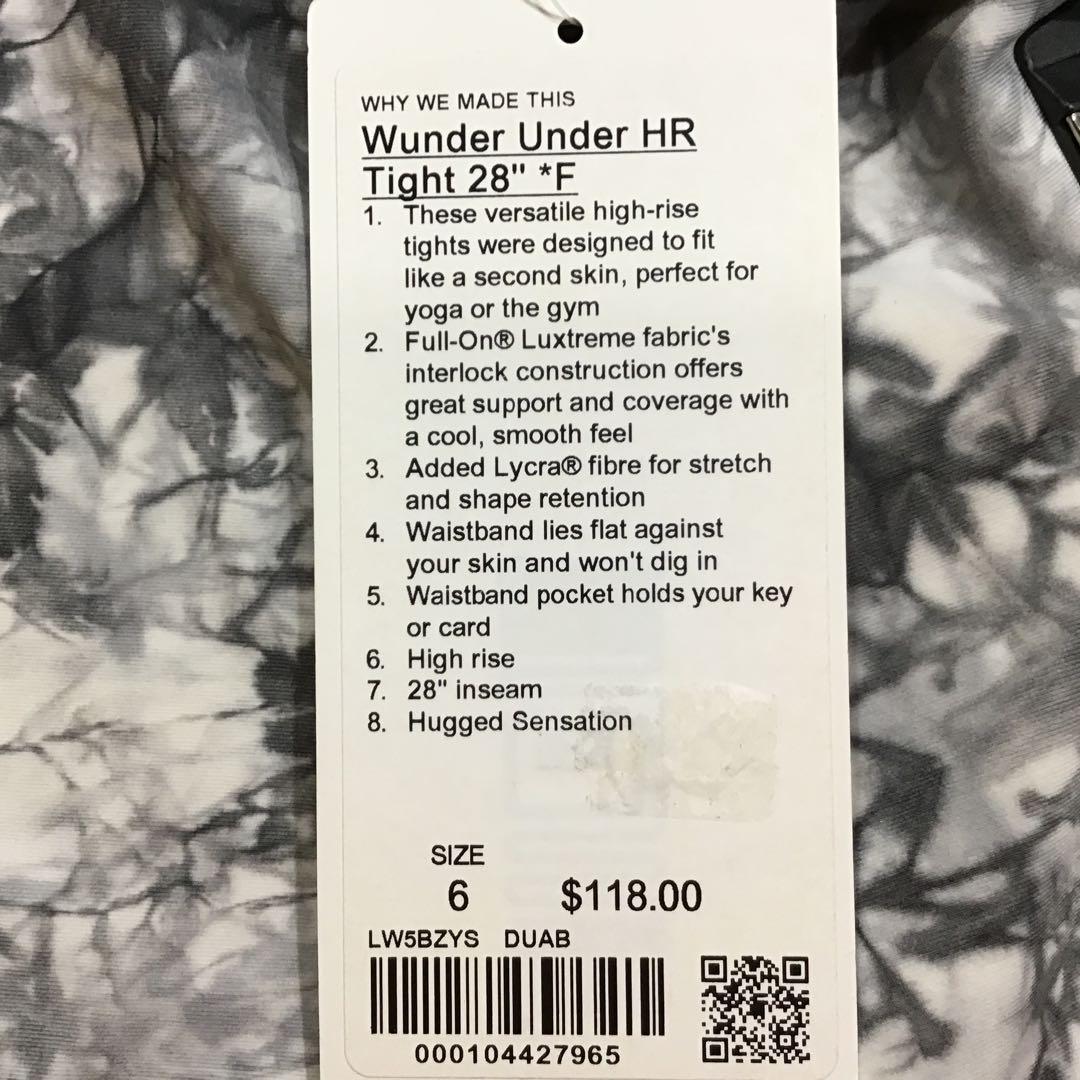 WHY WE MADE THIS
Wunder Under HR
Tight 28" *F
1. These versatile high-rise
tights were designed to fit
like a second skin, perfect for
yoga or the gym
2. Full-On® Luxtreme fabric's
interlock construction offers
great support and coverage with
a cool, smooth feel
3. Added Lycra® fibre for stretch
and shape retention
4. Waistband lies flat against
your skin and won't dig in
5. Waistband pocket holds your key
or card
6. High rise
7. 28" inseam
8. Hugged Sensation
SIZE
6 $118.00
LW5BZYS DUAB
000104427965